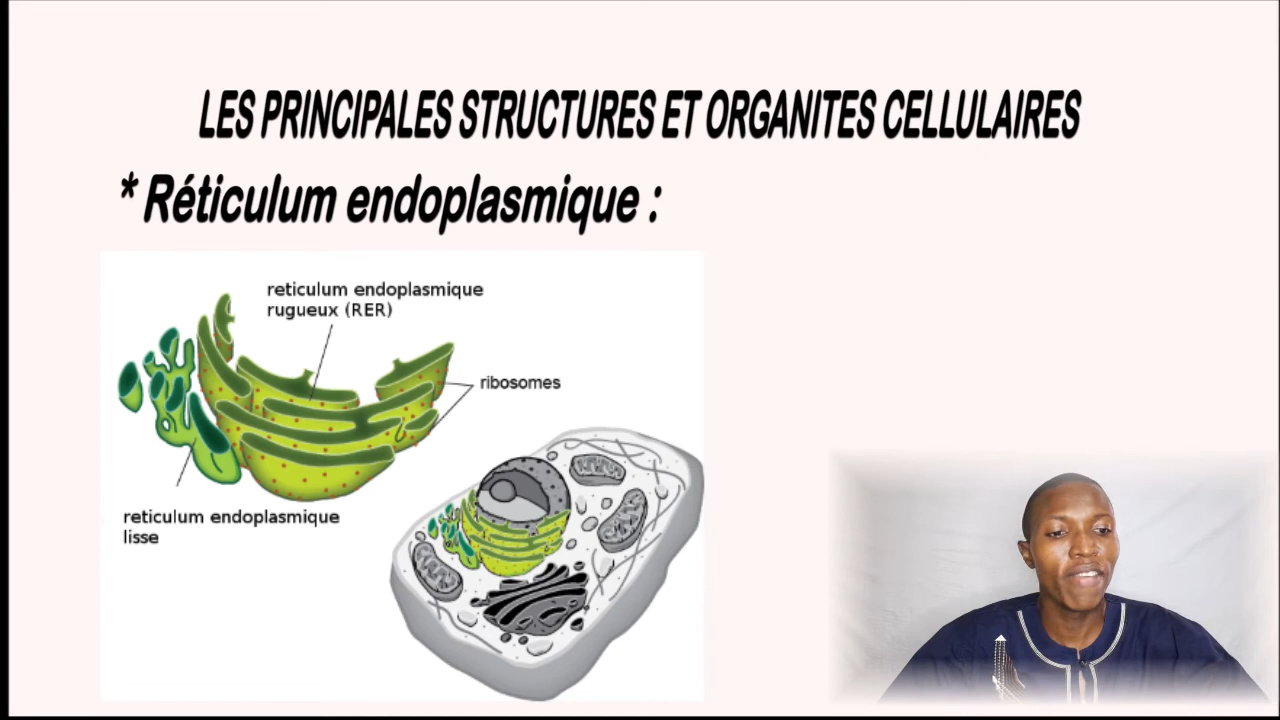 LES PRINCIPALES STRUCTURES ET ORGANITES CELLULAIRES
* Réticulum endoplasmique :
reticulum endoplasmique
rugueux (RER)
ribosomes
reticulum endoplasmique
lisse